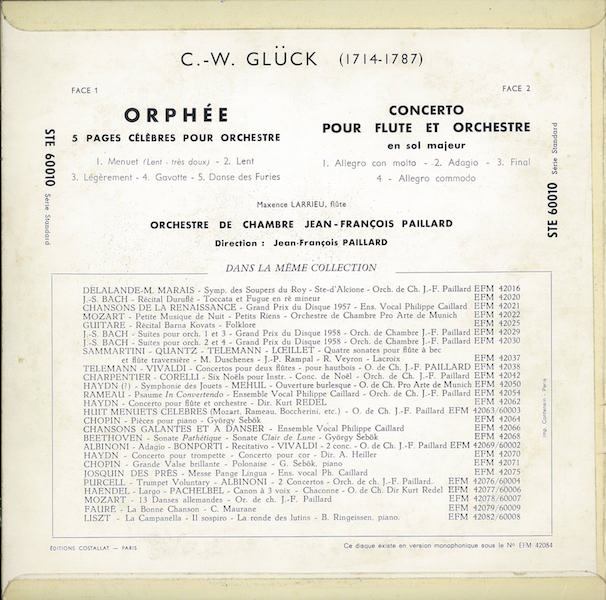 C.-W. GLÜCK (1714-1787)
FACE 1
ORPHÉE
5 PAGES CÉLÈBRES POUR ORCHESTRE
1. Menuet (Lent - très doux) - 2. Lent
3. Légèrement - 4. Gavotte - 5. Danse des Furies
FACE 2
CONCERTO
POUR FLUTE ET ORCHESTRE
en sol majeur
1. Allegro con molto - 2. Adagio - 3. Final
4 - Allegro commodo
STE 60010 Série Standard
STE 60010 Série Standard
Maxence LARRIEU, flûte
ORCHESTRE DE CHAMBRE JEAN-FRANÇOIS PAILLARD
Direction : Jean-François PAILLARD
DANS LA MÊME COLLECTION
DELALANDE-M. MARAIS - Symp. des Soupers du Roy - Ste-d'Alcione - Orch. de Ch. J.-F. Paillard EFM 42016
J.-S. BACH - Récital Duruflé - Toccata et Fugue en ré mineur EFM 42020
CHANSONS DE LA RENAISSANCE - Grand Prix du Disque 1957 - Ens. Vocal Philippe Caillard EFM 42021
MOZART - Petite Musique de Nuit - Petits Riens - Orchestre de Chambre Pro Arte de Munich EFM 42022
GUITARE - Récital Barna Kovats - Folklore EFM 42025
J.-S. BACH - Suites pour orch. 1 et 3 - Grand Prix du Disque 1958 - Orch. de Chambre J.-F. Paillard EFM 42029
J.-S. BACH - Suites pour orch. 2 et 4 - Grand Prix du Disque 1958 - Orch. de Chambre J.-F. Paillard EFM 42030
SAMMARTINI - QUANTZ - TELEMANN - LŒILLET - Quatre sonates pour flûte à bec
et flûte traversière - M. Duschenes - J.-P. Rampal - R. Veyron - Lacroix EFM 42037
TELEMANN - VIVALDI - Concertos pour deux flûtes - pour hautbois - O. de Ch. J.-F. PAILLARD EFM 42038
CHARPENTIER - CORELLI - Six Noëls pour Instr. - Conc. de Noël - Orch. de Ch. J.-F. Paillard EFM 42042
HAYDN (?) - Symphonie des Jouets - MEHUL - Ouverture burlesque - O. de Ch. Pro Arte de Munich EFM 42050
RAMEAU - Psaume In Convertendo - Ensemble Vocal Philippe Caillard - Orch. de Ch. J.-F. Paillard EFM 42054
HAYDN - Concerto pour flûte et orchestre - Dir. Kurt REDEL EFM 42062
HUIT MENUETS CELEBRES (Mozart, Rameau, Boccherini, etc.) - O. de Ch. J.-F. Paillard EFM 42063/60003
CHOPIN - Pièces pour piano - György Sebök EFM 42064
CHANSONS GALANTES ET A DANSER - Ensemble Vocal Philippe Caillard EFM 42066
BEETHOVEN - Sonate Pathétique - Sonate Clair de Lune - György Sebök EFM 42068
ALBINONI - Adagio - BONPORTI - Recitativo - VIVALDI - 2 conc. - O. de Ch. J.-F. Paillard EFM 42069/60002
HAYDN - Concerto pour trompette - Concerto pour cor - Dir. A. Heiller EFM 42070
CHOPIN - Grande Valse brillante - Polonaise - G. Sebök, piano EFM 42071
JOSQUIN DES PRÉS - Messe Pange Lingua - Ens. vocal Ph. Caillard EFM 42075
PURCELL - Trumpet Voluntary - ALBINONI - 2 Concertos - Orch. de ch. J.-F. Paillard. EFM 42076/60004
HAENDEL - Largo - PACHELBEL - Canon à 3 voix - Chaconne - O. de Ch. Dir Kurt Redel EFM 42077/60006
MOZART - 13 Danses allemandes - Or. de ch. J.-F. Paillard EFM 42078/60007
FAURÉ - La Bonne Chanson - C. Maurane EFM 42079/60009
LISZT - La Campanella - Il sospiro - La ronde des lutins - B. Ringeissen, piano. EFM 42082/60008
ÉDITIONS COSTALLAT — PARIS
Ce disque existe en version monophonique sous le Nº EFM 42084